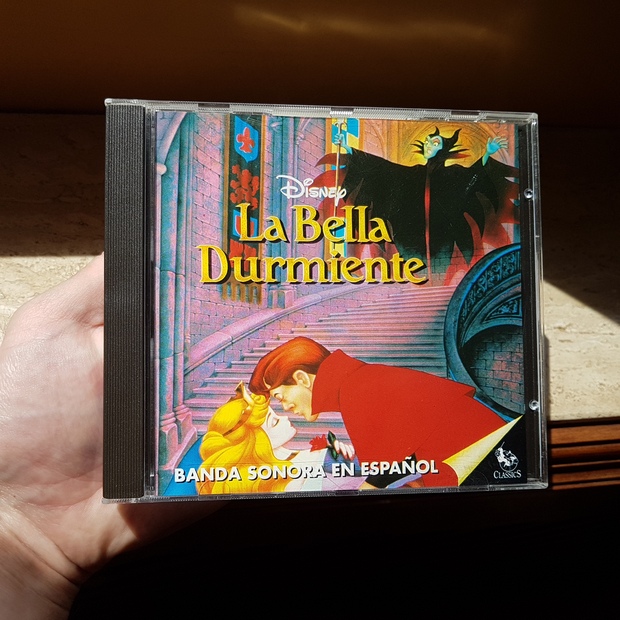 Disney
La Bella
Durmiente
BANDA SONORA EN ESPAÑOL
CLASSICS